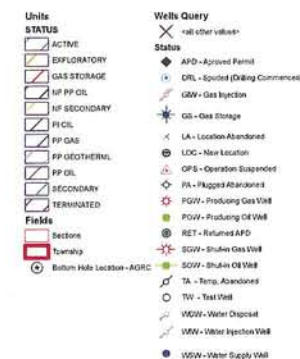 Units
STATUS
ACTIVE
EXPLORATORY
GAS STORAGE
NF PP OIL
NF SECONDARY
PI OIL
PP GAS
PP GEOTHERML
PP OIL
SECONDARY
TERMINATED
Fields
Sections
Township
Bottom Hole Location - AGRC
Wells Query
<all other values>
Status
APD - Aproved Permit
DRL - Spuded (Drilling Commenced)
GIW - Gas Injection
GS - Gas Storage
LA - Location Abandoned
LOC - New Location
OPS - Operation Suspended
PA - Plugged Abandoned
PGW - Producing Gas Well
POW - Producing Oil Well
RET - Returned APD
SGW - Shut-in Gas Well
SOW - Shut-in Oil Well
TA - Temp. Abandoned
TW - Test Well
WDW - Water Disposal
WIW - Water Injection Well
WSW - Water Supply Well